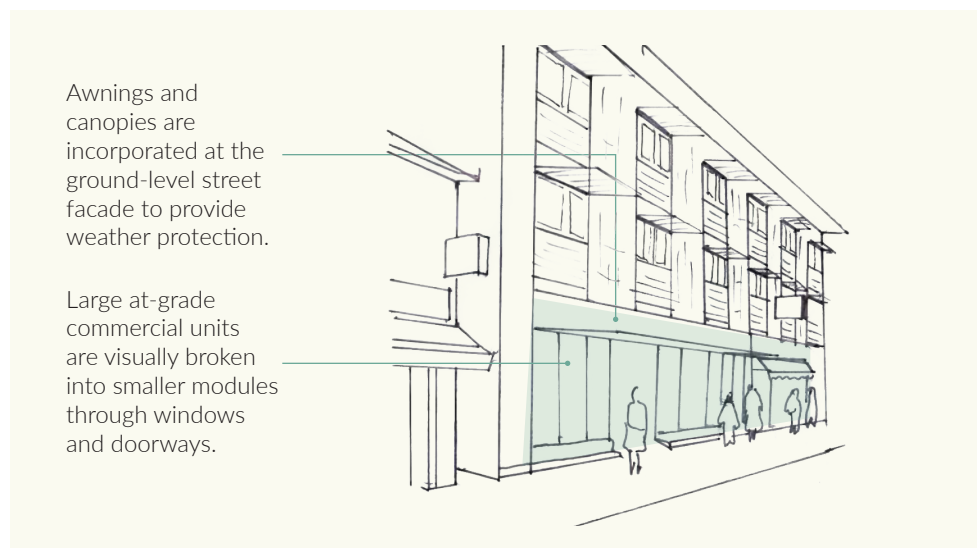 Awnings and
canopies are
incorporated at the
ground-level street
facade to provide
weather protection.
Large at-grade
commercial units
are visually broken
into smaller modules
through windows
and doorways.